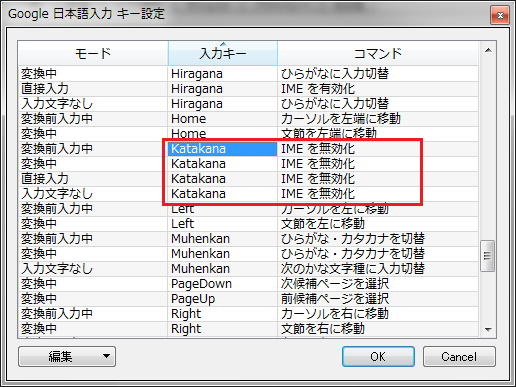 Google 日本語入力 キー設定
モード 入力キー コマンド
変換中 Hiragana ひらがなに入力切替
直接入力 Hiragana IME を有効化
入力文字なし Hiragana IME を有効化
変換前入力中 Home カーソルを左端に移動
変換中 Home 文節を左端に移動
変換前入力中 Katakana IME を無効化
変換中 Katakana IME を無効化
直接入力 Katakana IME を無効化
入力文字なし Katakana IME を無効化
変換前入力中 Left カーソルを左に移動
変換中 Left 文節を左に移動
変換前入力中 Muhenkan ひらがな・カタカナを切替
変換中 Muhenkan ひらがな・カタカナを切替
入力文字なし Muhenkan 次のかな文字種に入力切替
変換中 PageDown 次候補ページを選択
変換中 PageUp 前候補ページを選択
変換前入力中 Right カーソルを右に移動
変換中 Right 文節を右に移動
編集 OK Cancel